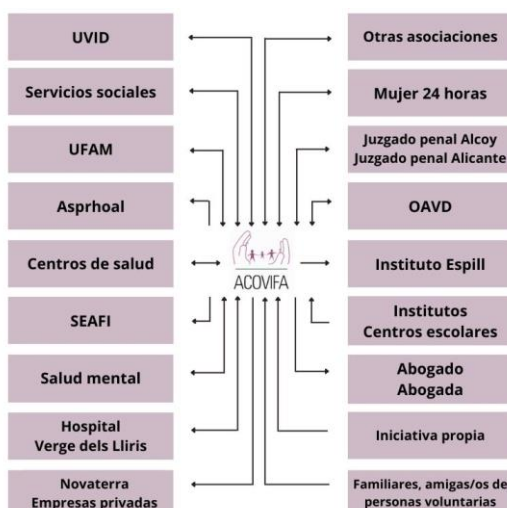 UVID
Servicios sociales
UFAM
Asprhoal
Centros de salud
SEAFI
Salud mental
Hospital
Verge dels Lliris
Novaterra
Empresas privadas
ACOVIFA
Otras asociaciones
Mujer 24 horas
Juzgado penal Alcoy
Juzgado penal Alicante
OAVD
Instituto Espill
Institutos
Centros escolares
Abogado
Abogada
Iniciativa propia
Familiares, amigas/os de
personas voluntarias